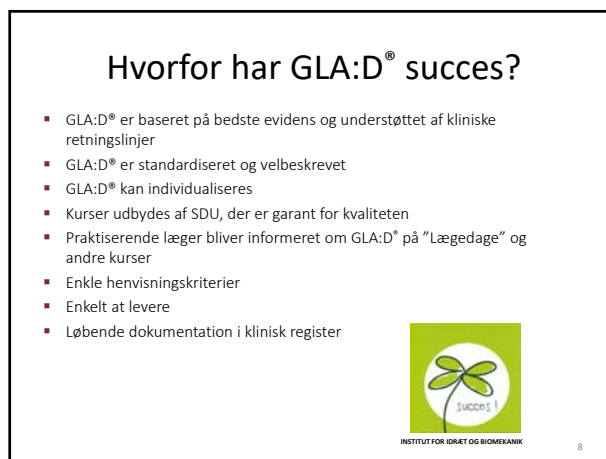 Hvorfor har GLA:D® succes?
▪ GLA:D® er baseret på bedste evidens og understøttet af kliniske
retningslinjer
▪ GLA:D® er standardiseret og velbeskrevet
▪ GLA:D® kan individualiseres
▪ Kurser udbydes af SDU, der er garant for kvaliteten
▪ Praktiserende læger bliver informeret om GLA:D® på ”Lægedage” og
andre kurser
▪ Enkle henvisningskriterier
▪ Enkelt at levere
▪ Løbende dokumentation i klinisk register
succes !
INSTITUT FOR IDRÆT OG BIOMEKANIK
8